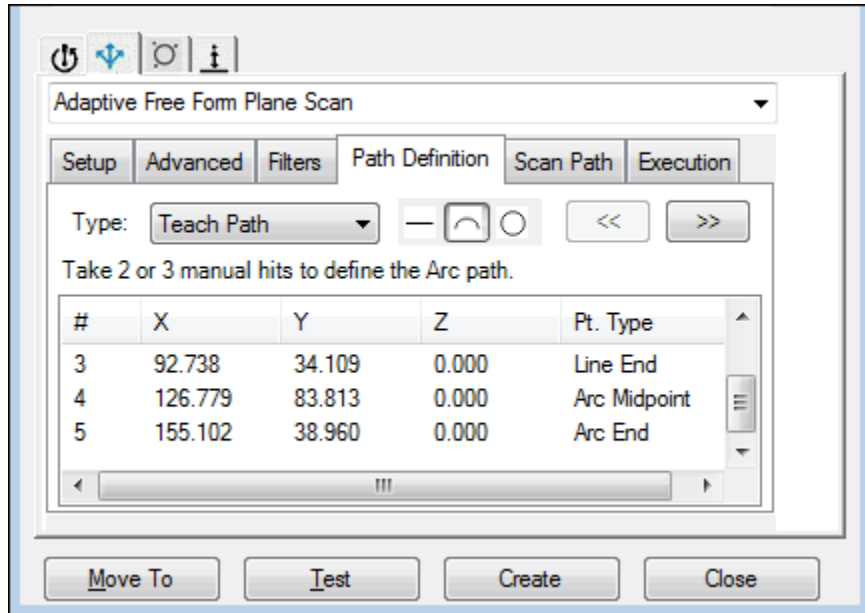 Adaptive Free Form Plane Scan
Setup Advanced Filters Path Definition Scan Path Execution
Type: Teach Path << >>
Take 2 or 3 manual hits to define the Arc path.
# X Y Z Pt. Type
3 92.738 34.109 0.000 Line End
4 126.779 83.813 0.000 Arc Midpoint
5 155.102 38.960 0.000 Arc End
Move To Test Create Close